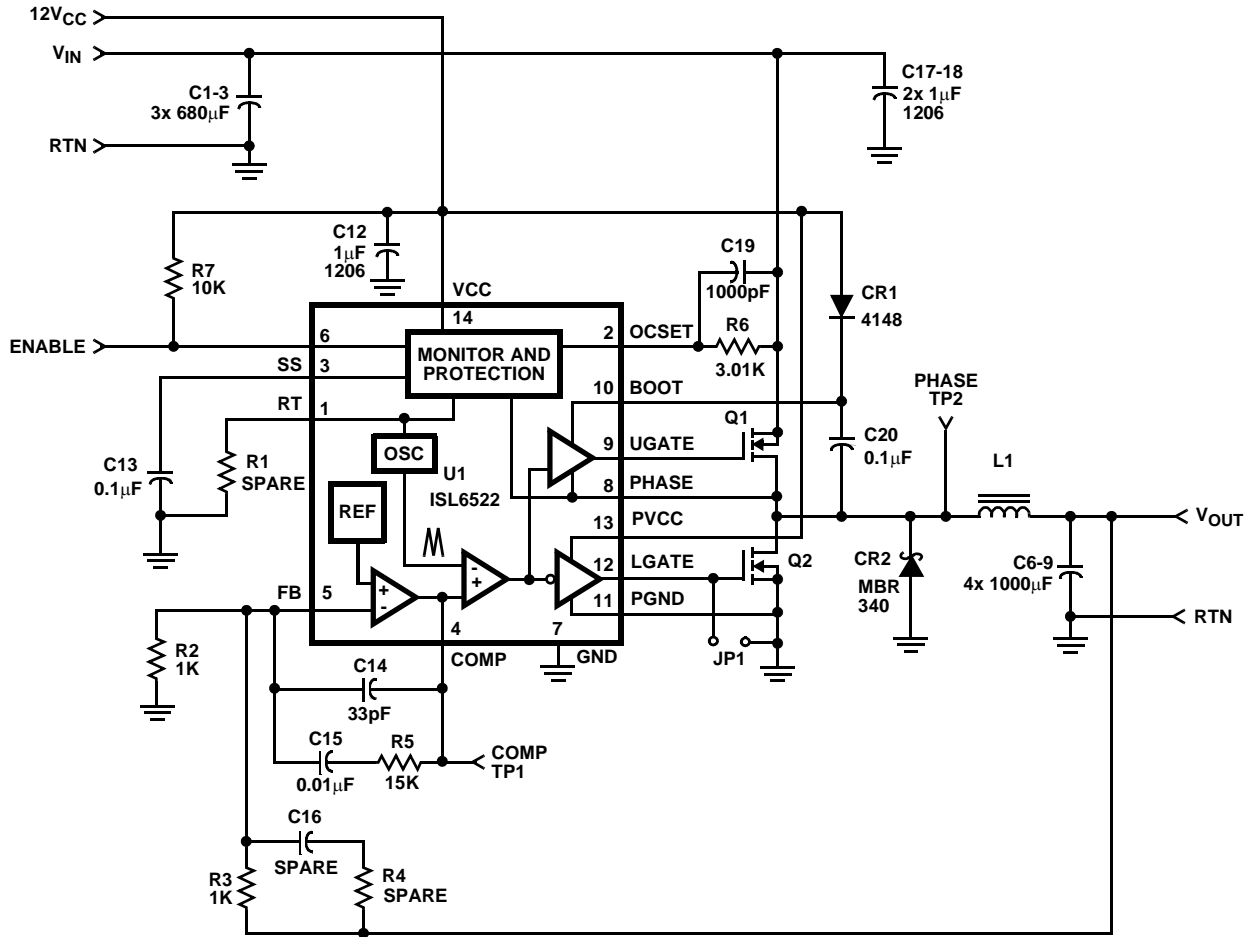 12VCC
VIN
C1-3
3x 680µF
RTN
C17-18
2x 1µF
1206
C12
1µF
1206
R7
10K
VCC
14
C19
1000pF
R6
3.01K
CR1
4148
ENABLE
6
MONITOR AND
PROTECTION
2
OCSET
SS
3
10
BOOT
PHASE
TP2
RT
1
Q1
OSC
U1
ISL6522
9
UGATE
C20
0.1µF
L1
C13
0.1µF
R1
SPARE
REF
8
PHASE
13
PVCC
VOUT
12
LGATE
Q2
CR2
MBR
340
C6-9
4x 1000µF
+
-
-
+
FB
5
11
PGND
RTN
4
COMP
7
GND
JP1
R2
1K
C14
33pF
C15
0.01µF
R5
15K
COMP
TP1
C16
SPARE
R3
1K
R4
SPARE